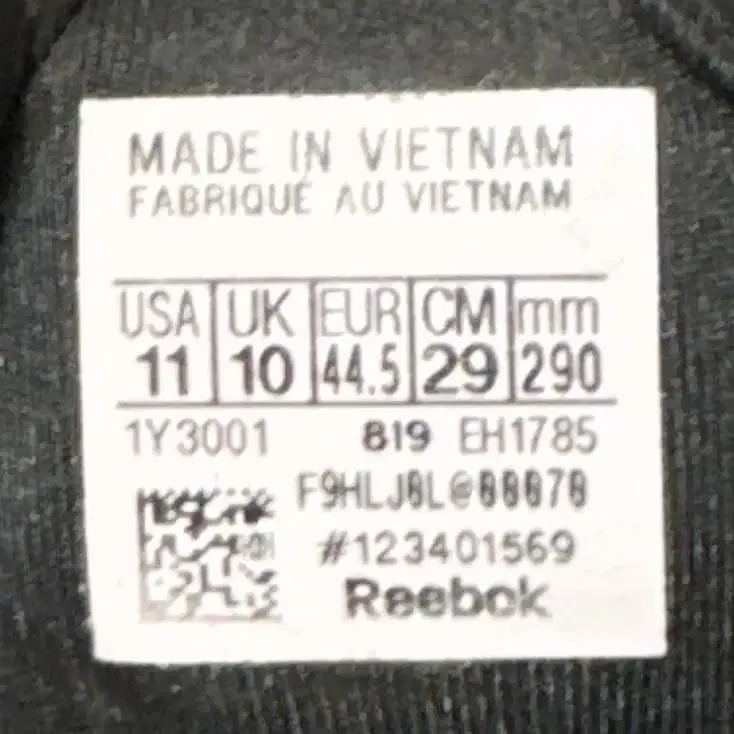 MADE IN VIETNAM
FABRIQUÉ AU VIETNAM
USA UK EUR CM mm
11 10 44.5 29 290
1Y3001 819 EH1785
#123401569
Reebok